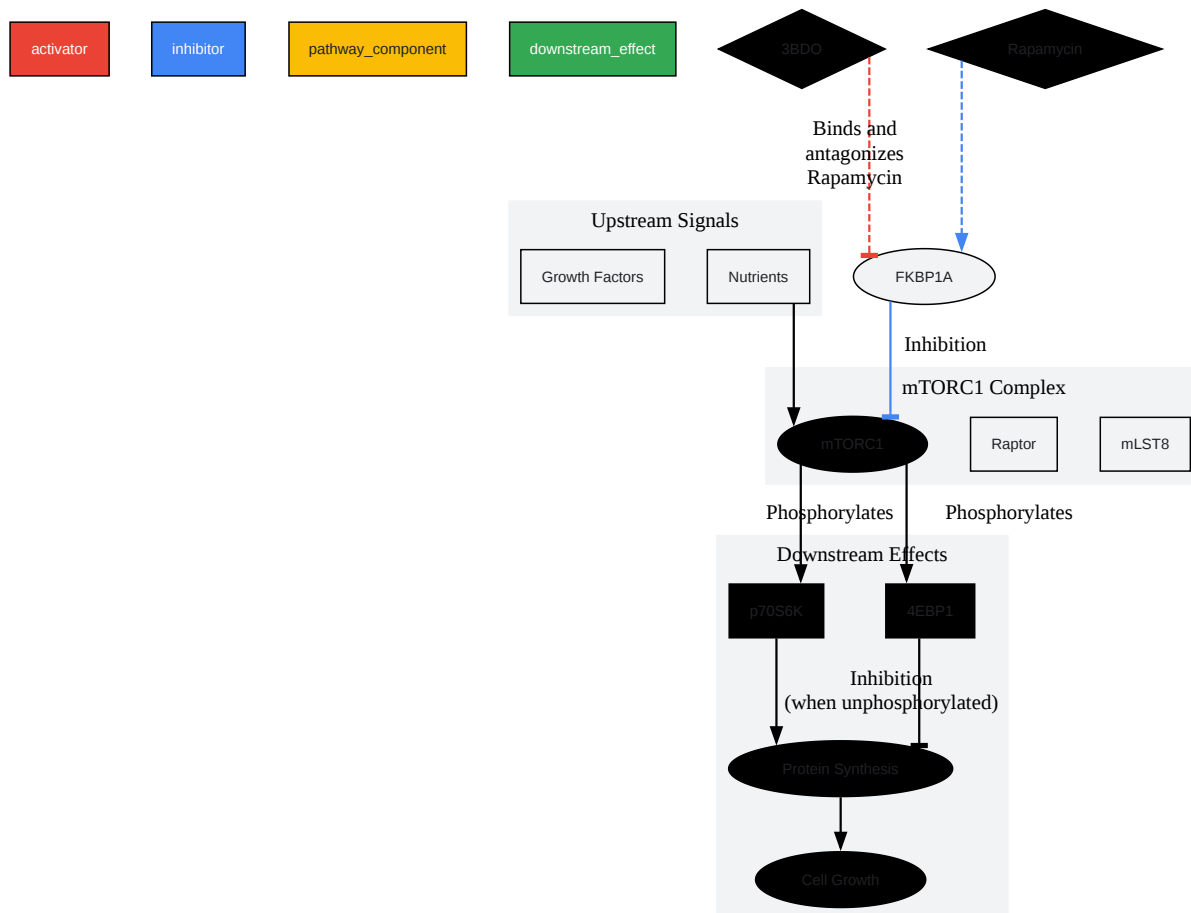 activator
inhibitor
pathway_component
downstream_effect
3BDO
Rapamycin
Binds and
antagonizes
Rapamycin
Upstream Signals
Growth Factors
Nutrients
FKBP1A
Inhibition
mTORC1 Complex
mTORC1
Raptor
mLST8
Phosphorylates
Phosphorylates
Downstream Effects
p70S6K
4EBP1
Inhibition
(when unphosphorylated)
Protein Synthesis
Cell Growth